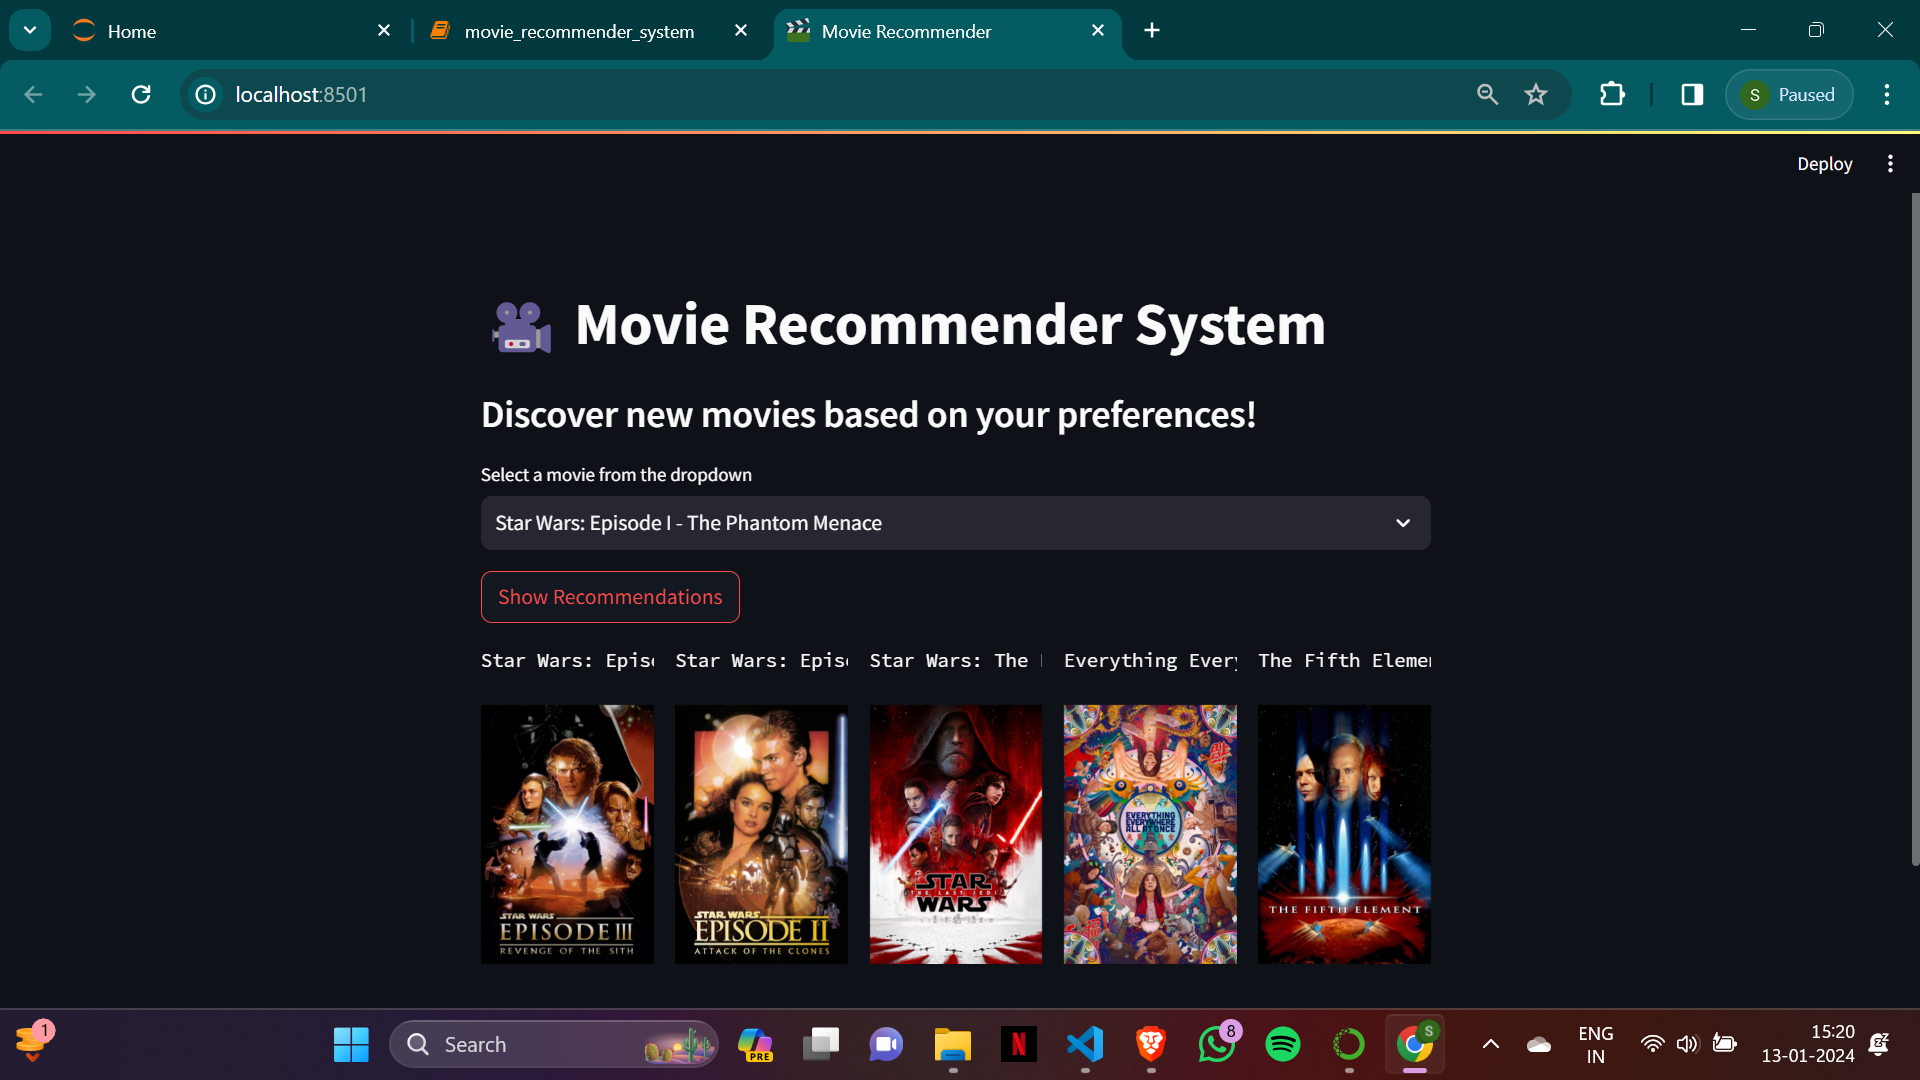 Home
movie_recommender_system
Movie Recommender
localhost:8501
S
Paused
Deploy
Movie Recommender System
Discover new movies based on your preferences!
Select a movie from the dropdown
Star Wars: Episode I - The Phantom Menace
Show Recommendations
Star Wars: Episo
Star Wars: Episo
Star Wars: The
Everything Every
The Fifth Elemen
STAR WARS
EPISODE III
REVENGE OF THE SITH
STAR WARS
EPISODE II
ATTACK OF THE CLONES
STAR
THE LAST JEDI
WARS
EVERYTHING
EVERYWHERE
ALL AT ONCE
THE FIFTH ELEMENT
1
Search
PRE
N
8
S
ENG
IN
15:20
13-01-2024